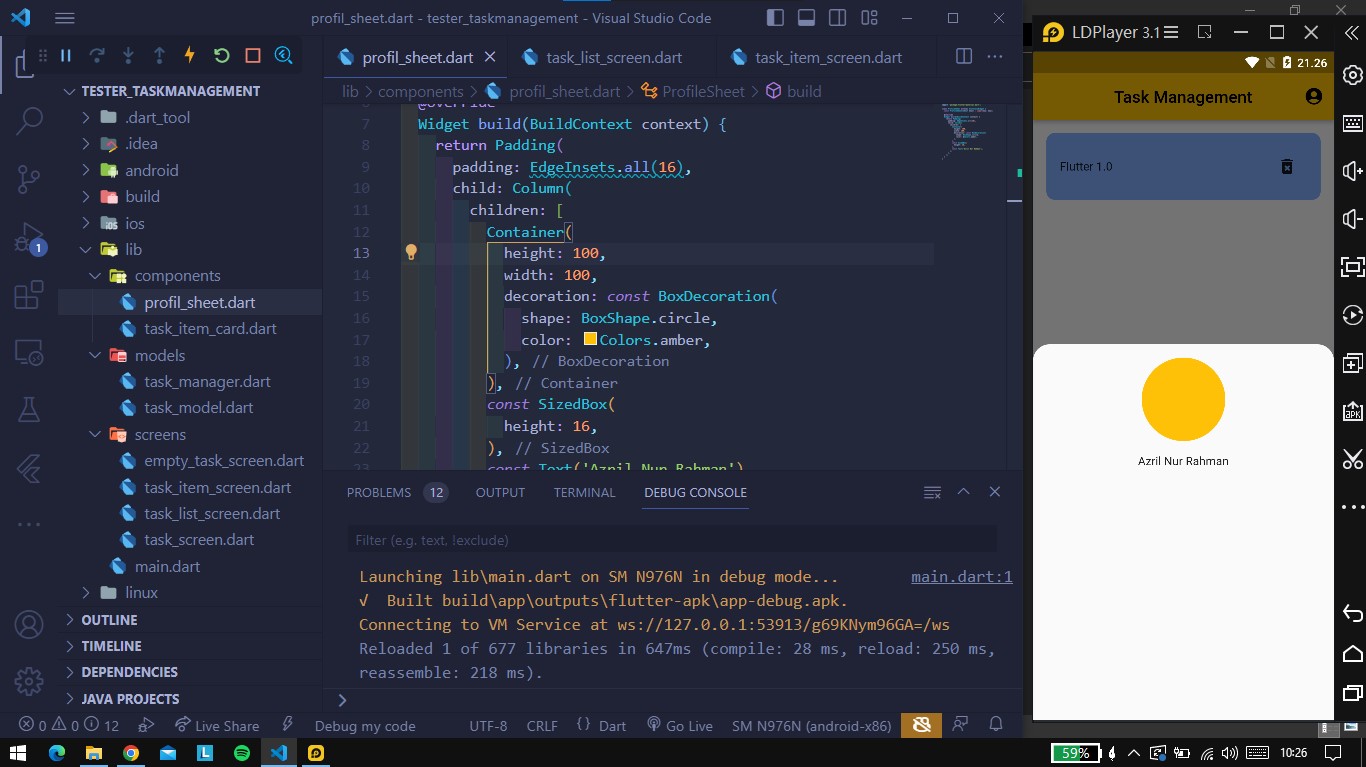 profil_sheet.dart - tester_taskmanagement - Visual Studio Code
profil_sheet.dart
task_list_screen.dart
task_item_screen.dart
lib > components > profil_sheet.dart > ProfileSheet > build
TESTER_TASKMANAGEMENT
.dart_tool
.idea
android
build
ios
lib
components
profil_sheet.dart
task_item_card.dart
models
task_manager.dart
task_model.dart
screens
empty_task_screen.dart
task_item_screen.dart
task_list_screen.dart
task_screen.dart
main.dart
linux
OUTLINE
TIMELINE
DEPENDENCIES
JAVA PROJECTS
1
@override
7 Widget build(BuildContext context) {
8 return Padding(
9 padding: EdgeInsets.all(16),
10 child: Column(
11 children: [
12 Container(
13 height: 100,
14 width: 100,
15 decoration: const BoxDecoration(
16 shape: BoxShape.circle,
17 color: Colors.amber,
18 ), // BoxDecoration
19 ), // Container
20 const SizedBox(
21 height: 16,
22 ), // SizedBox
23 const Text('Azril Nur Rahman')
PROBLEMS 12 OUTPUT TERMINAL DEBUG CONSOLE
Filter (e.g. text, !exclude)
Launching lib\main.dart on SM N976N in debug mode... main.dart:1
√ Built build\app\outputs\flutter-apk\app-debug.apk.
Connecting to VM Service at ws://127.0.0.1:53913/g69KNym96GA=/ws
Reloaded 1 of 677 libraries in 647ms (compile: 28 ms, reload: 250 ms,
reassemble: 218 ms).
0 0 12 Live Share Debug my code UTF-8 CRLF {} Dart Go Live SM N976N (android-x86)
LDPlayer 3.1
21.26
Task Management
Flutter 1.0
Azril Nur Rahman
APK
59% 10:26